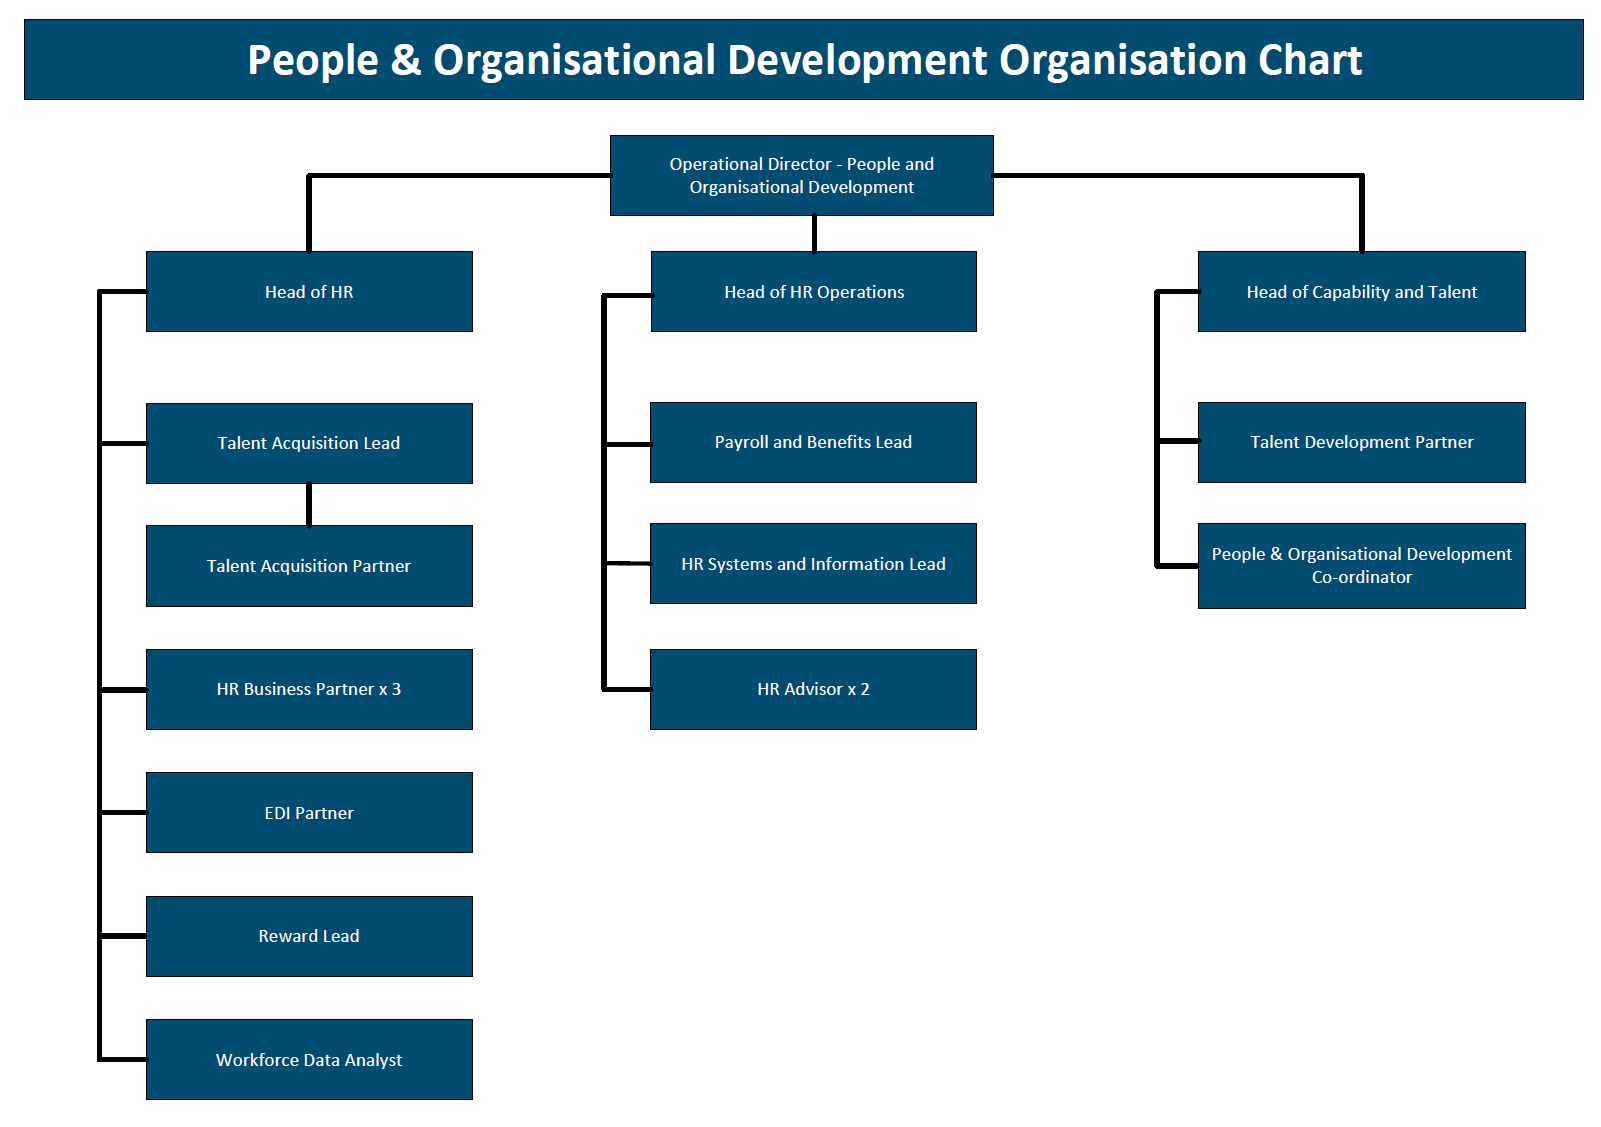 People & Organisational Development Organisation Chart
Operational Director - People and
Organisational Development
Head of HR
Talent Acquisition Lead
Talent Acquisition Partner
HR Business Partner x 3
EDI Partner
Reward Lead
Workforce Data Analyst
Head of HR Operations
Payroll and Benefits Lead
HR Systems and Information Lead
HR Advisor x 2
Head of Capability and Talent
Talent Development Partner
People & Organisational Development
Co-ordinator